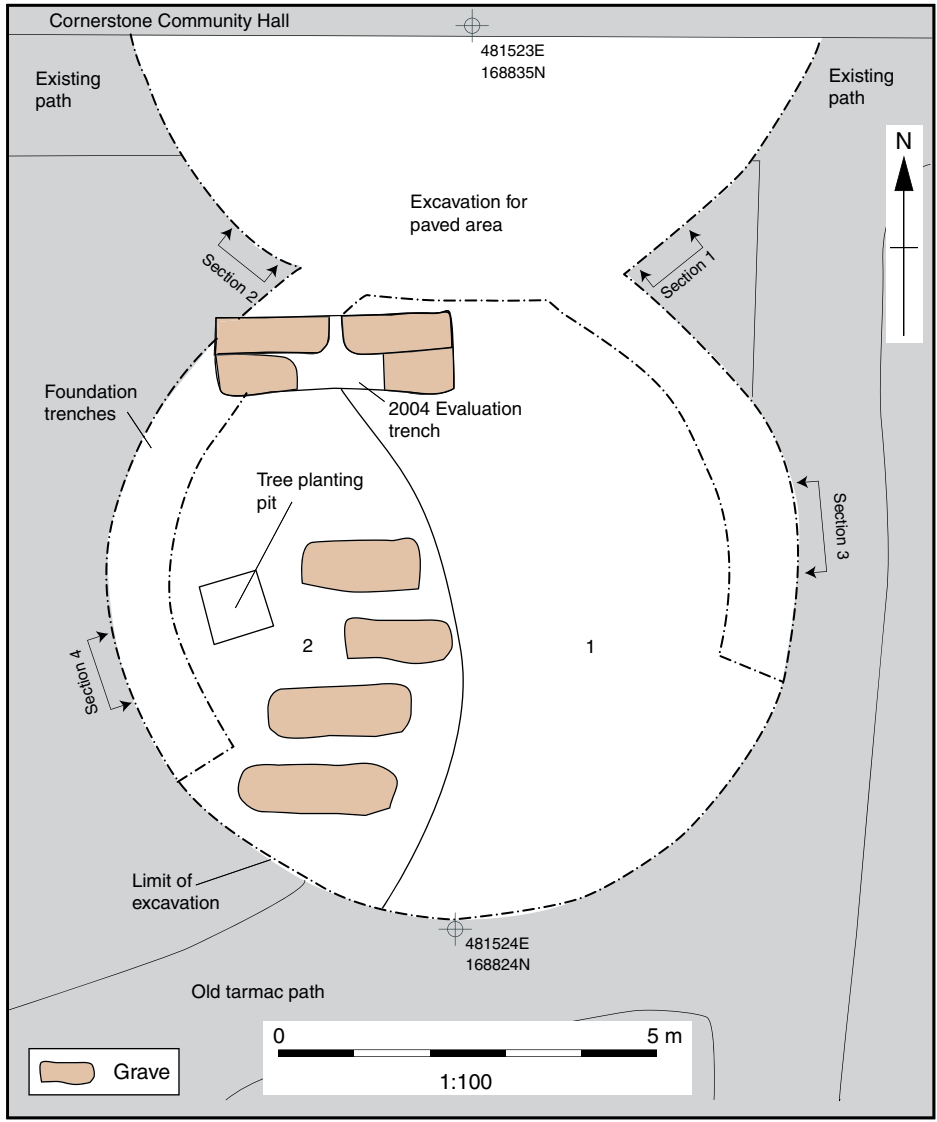 Cornerstone Community Hall
481523E
168835N
Existing
path
Existing
path
N
Excavation for
paved area
Section 2
Section 1
Foundation
trenches
2004 Evaluation
trench
Tree planting
pit
Section 3
2
1
Section 4
Limit of
excavation
481524E
168824N
Old tarmac path
0
5 m
1:100
Grave